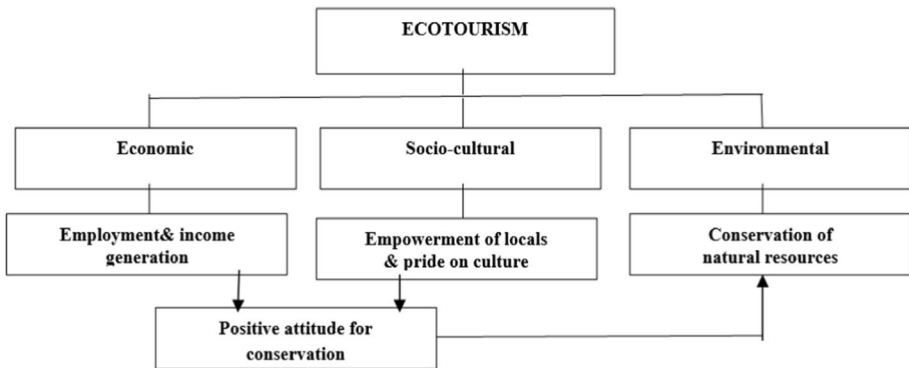 ECOTOURISM
Economic
Socio-cultural
Environmental
Employment& income
generation
Empowerment of locals
& pride on culture
Conservation of
natural resources
Positive attitude for
conservation